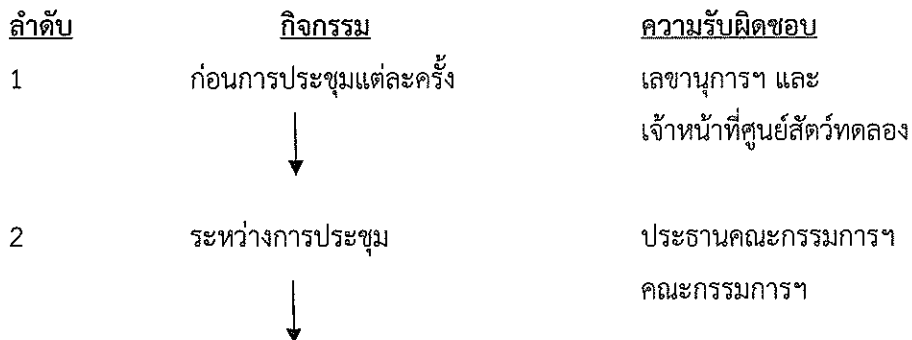 ลำดับ กิจกรรม ความรับผิดชอบ
1 ก่อนการประชุมแต่ละครั้ง เลขานุการฯ และ
เจ้าหน้าที่ศูนย์สัตว์ทดลอง
2 ระหว่างการประชุม ประธานคณะกรรมการฯ
คณะกรรมการฯ